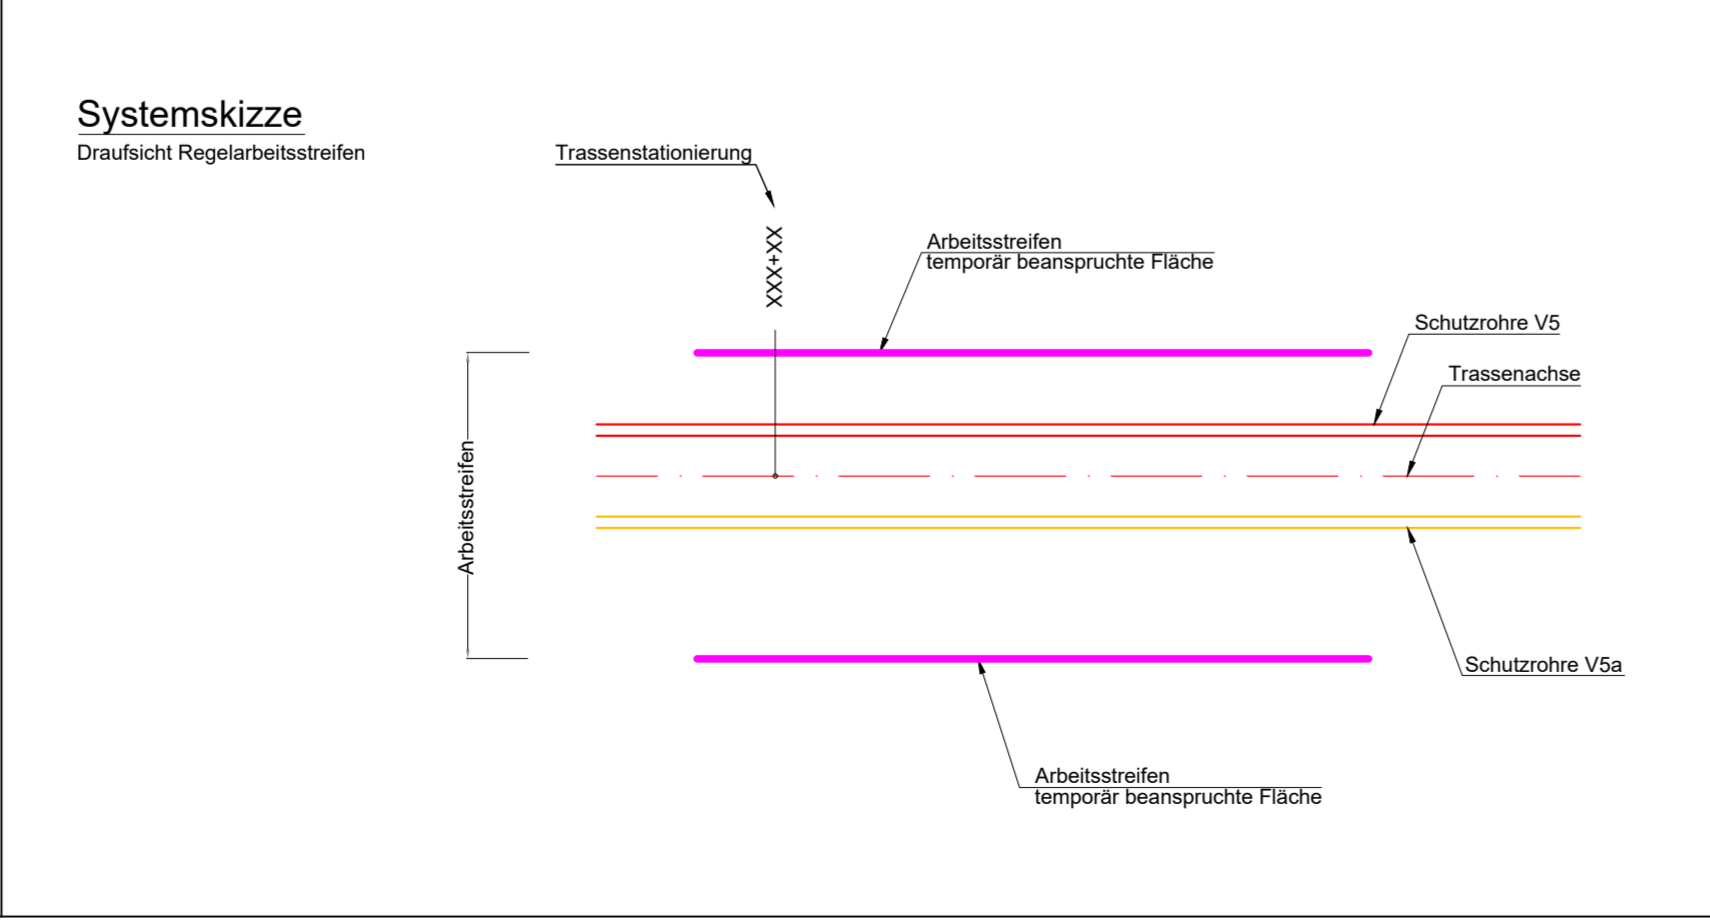 Systemskizze
Draufsicht Regelarbeitsstreifen
Trassenstationierung
XXX+XX
Arbeitsstreifen
temporär beanspruchte Fläche
Schutzrohre V5
Trassenachse
Arbeitsstreifen
Schutzrohre V5a
Arbeitsstreifen
temporär beanspruchte Fläche